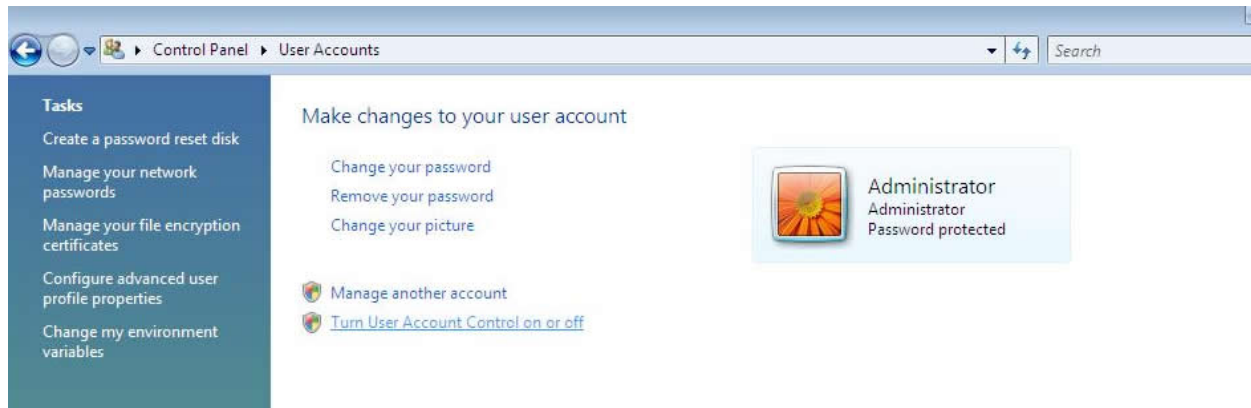 Control Panel
User Accounts
Search
Tasks
Create a password reset disk
Manage your network
passwords
Manage your file encryption
certificates
Configure advanced user
profile properties
Change my environment
variables
Make changes to your user account
Change your password
Remove your password
Change your picture
Manage another account
Turn User Account Control on or off
Administrator
Administrator
Password protected